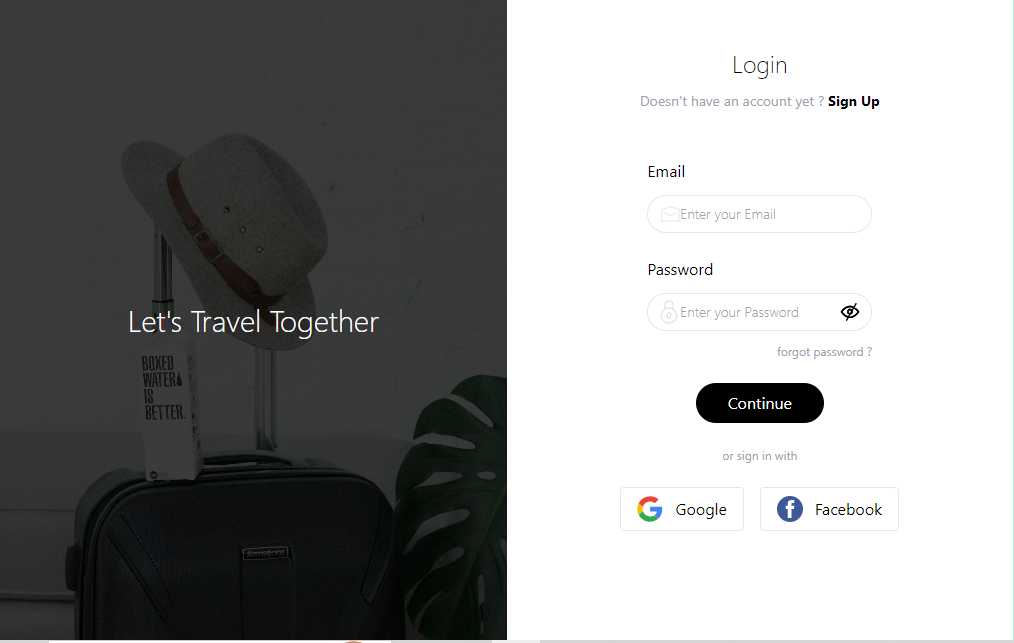 Let's Travel Together
BOXED
WATER
IS
BETTER.
Samsonite
Login
Doesn't have an account yet ? Sign Up
Email
Enter your Email
Password
Enter your Password
forgot password ?
Continue
or sign in with
Google
Facebook